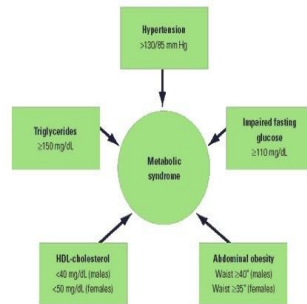 Hypertension
>130/85 mm Hg
Triglycerides
≥150 mg/dL
Impaired fasting
glucose
≥110 mg/dL
Metabolic
syndrome
HDL-cholesterol
<40 mg/dL (males)
<50 mg/dL (females)
Abdominal obesity
Waist ≥40" (males)
Waist ≥35" (females)